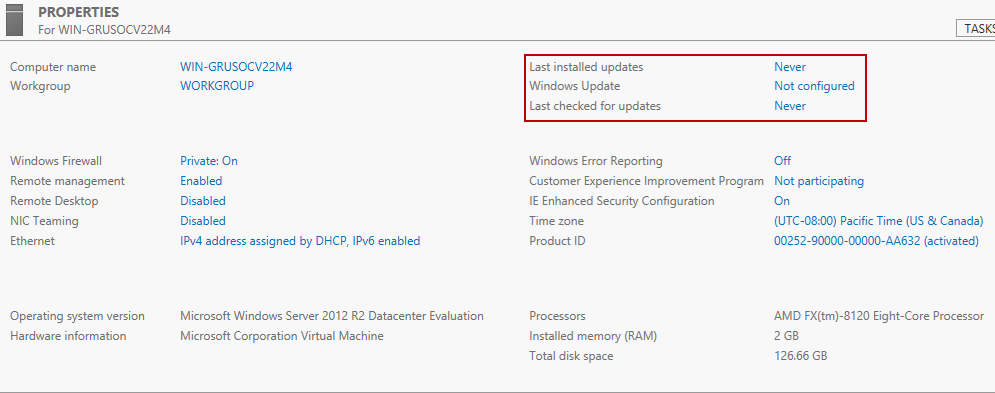 PROPERTIES
For WIN-GRUSOCV22M4
TASKS
Computer name WIN-GRUSOCV22M4 Last installed updates Never
Workgroup WORKGROUP Windows Update Not configured
Last checked for updates Never
Windows Firewall Private: On Windows Error Reporting Off
Remote management Enabled Customer Experience Improvement Program Not participating
Remote Desktop Disabled IE Enhanced Security Configuration On
NIC Teaming Disabled Time zone (UTC-08:00) Pacific Time (US & Canada)
Ethernet IPv4 address assigned by DHCP, IPv6 enabled Product ID 00252-90000-00000-AA632 (activated)
Operating system version Microsoft Windows Server 2012 R2 Datacenter Evaluation Processors AMD FX(tm)-8120 Eight-Core Processor
Hardware information Microsoft Corporation Virtual Machine Installed memory (RAM) 2 GB
Total disk space 126.66 GB